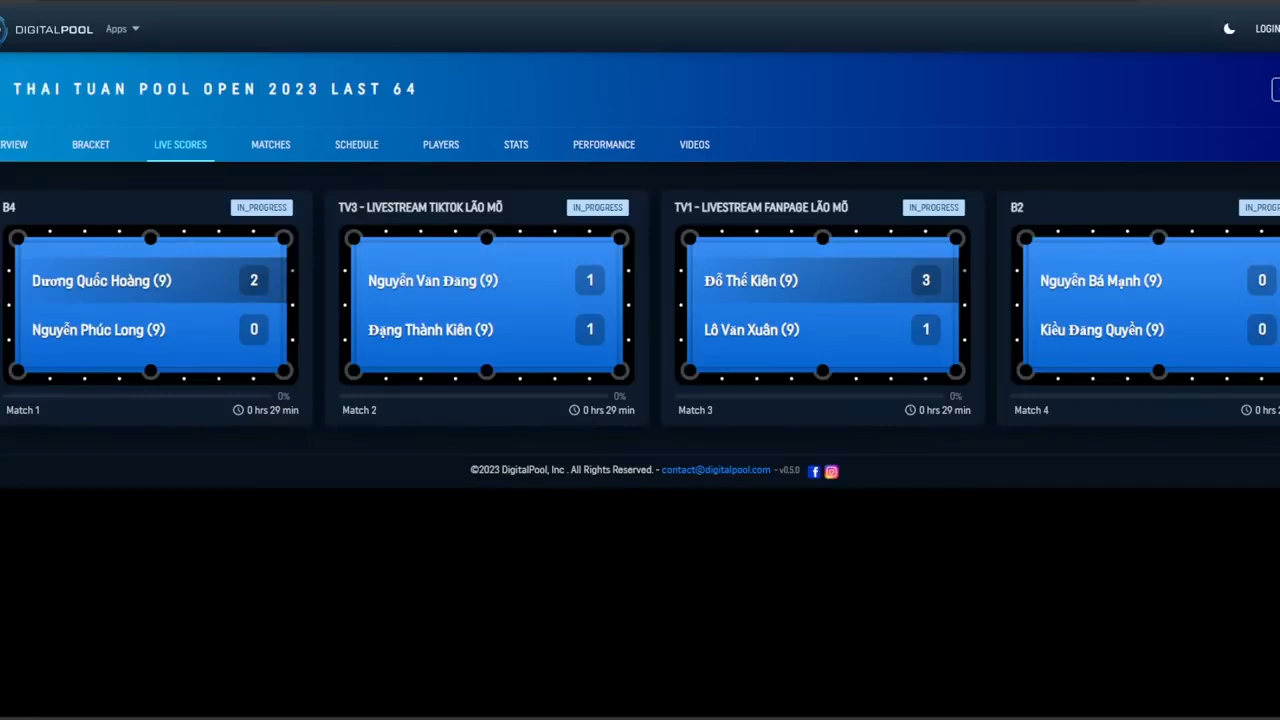 DIGITALPOOL Apps LOGIN
THAI TUAN POOL OPEN 2023 LAST 64
RVIEW BRACKET LIVE SCORES MATCHES SCHEDULE PLAYERS STATS PERFORMANCE VIDEOS
B4 IN_PROGRESS
Dương Quốc Hoàng (9) 2
Nguyễn Phúc Long (9) 0
0%
Match 1 0 hrs 29 min
TV3 - LIVESTREAM TIKTOK LÃO MÕ IN_PROGRESS
Nguyễn Văn Đăng (9) 1
Đặng Thành Kiên (9) 1
0%
Match 2 0 hrs 29 min
TV1 - LIVESTREAM FANPAGE LÃO MÕ IN_PROGRESS
Đỗ Thế Kiên (9) 3
Lô Văn Xuân (9) 1
0%
Match 3 0 hrs 29 min
B2 IN_PROG
Nguyễn Bá Mạnh (9) 0
Kiều Đăng Quyền (9) 0
Match 4 0 hrs
©2023 DigitalPool, Inc . All Rights Reserved. - contact@digitalpool.com - v0.5.0